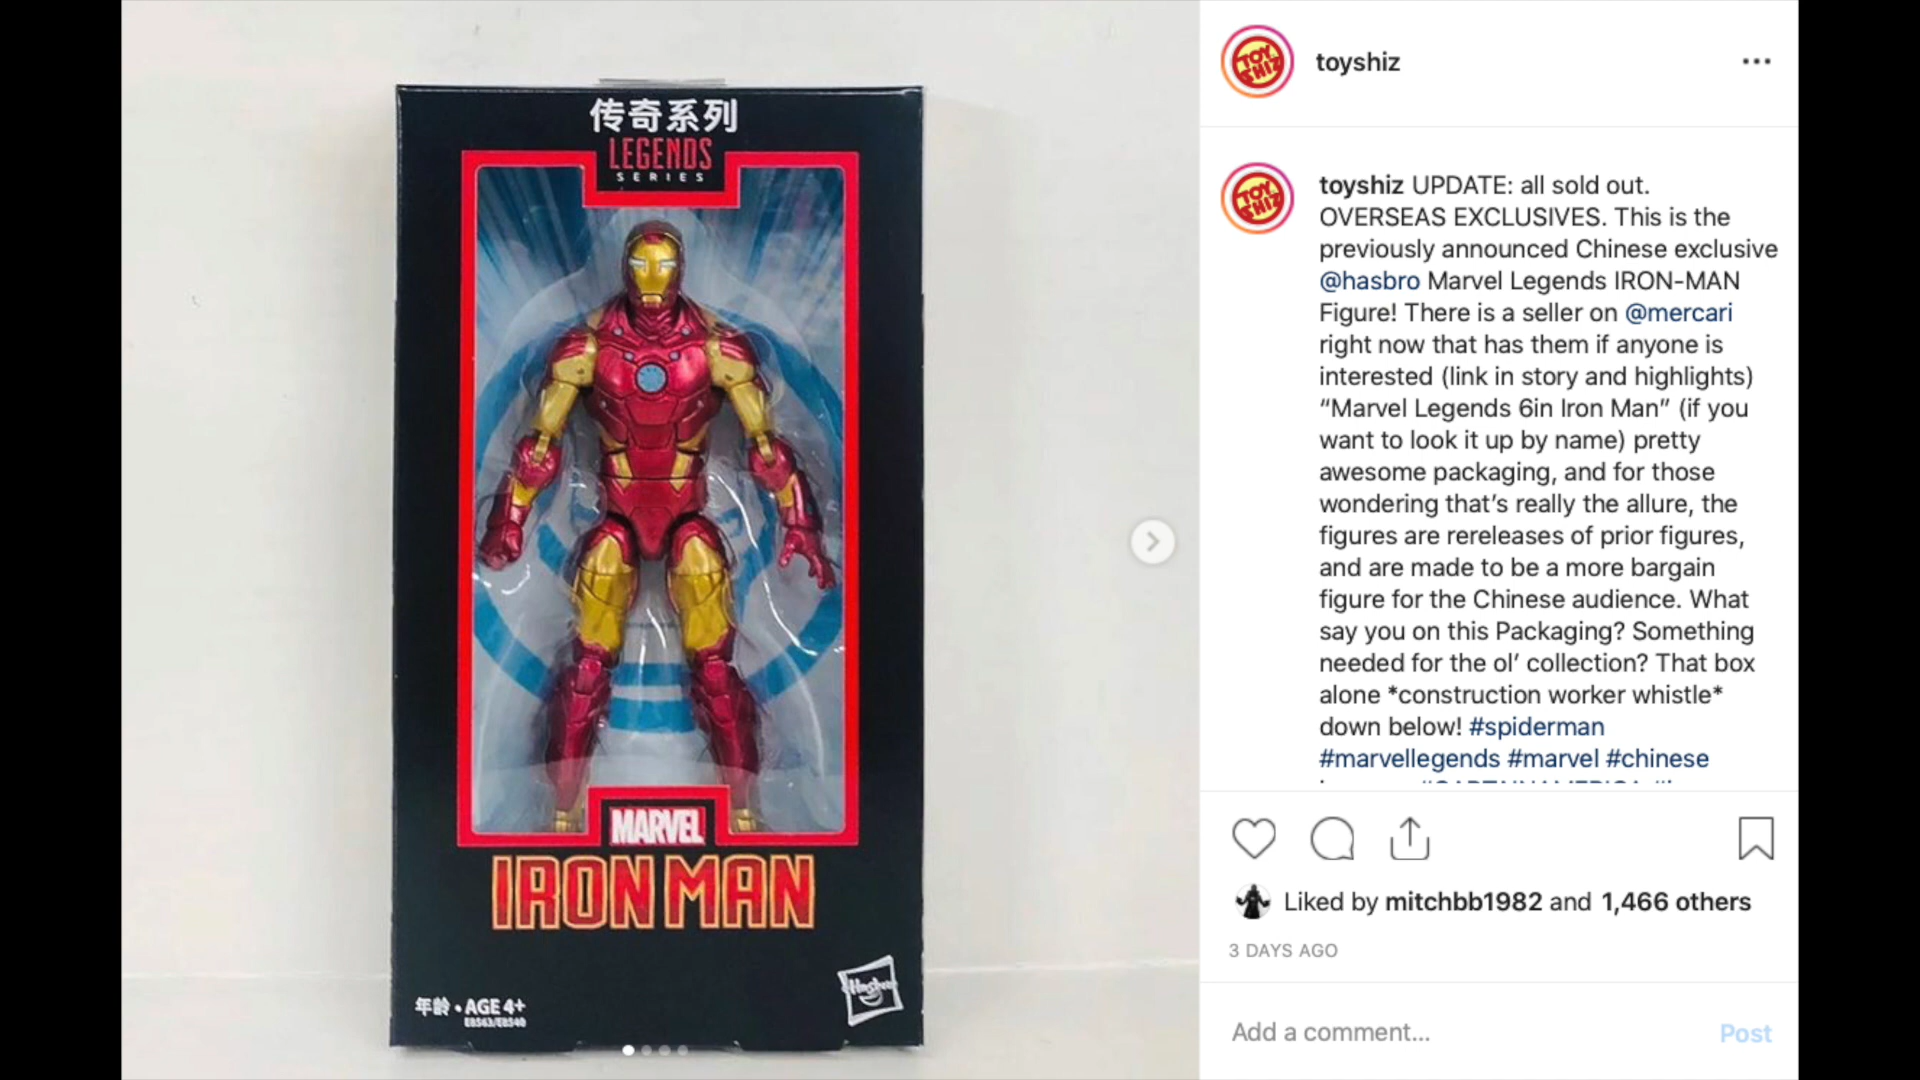 传奇系列
LEGENDS
SERIES
MARVEL
IRON MAN
年龄 • AGE 4+
E8563/E8540
Hasbro
TOY SHIZ
toyshiz
TOY SHIZ
toyshiz UPDATE: all sold out.
OVERSEAS EXCLUSIVES. This is the
previously announced Chinese exclusive
@hasbro Marvel Legends IRON-MAN
Figure! There is a seller on @mercari
right now that has them if anyone is
interested (link in story and highlights)
“Marvel Legends 6in Iron Man” (if you
want to look it up by name) pretty
awesome packaging, and for those
wondering that’s really the allure, the
figures are rereleases of prior figures,
and are made to be a more bargain
figure for the Chinese audience. What
say you on this Packaging? Something
needed for the ol’ collection? That box
alone *construction worker whistle*
down below! #spiderman
#marvellegends #marvel #chinese
Liked by mitchbb1982 and 1,466 others
3 DAYS AGO
Add a comment...
Post